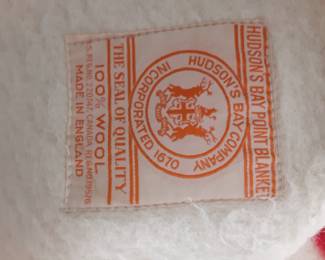 HUDSON'S BAY POINT BLANKET
HUDSON'S BAY COMPANY
INCORPORATED 1670
THE SEAL OF QUALITY
100% WOOL
MADE IN ENGLAND